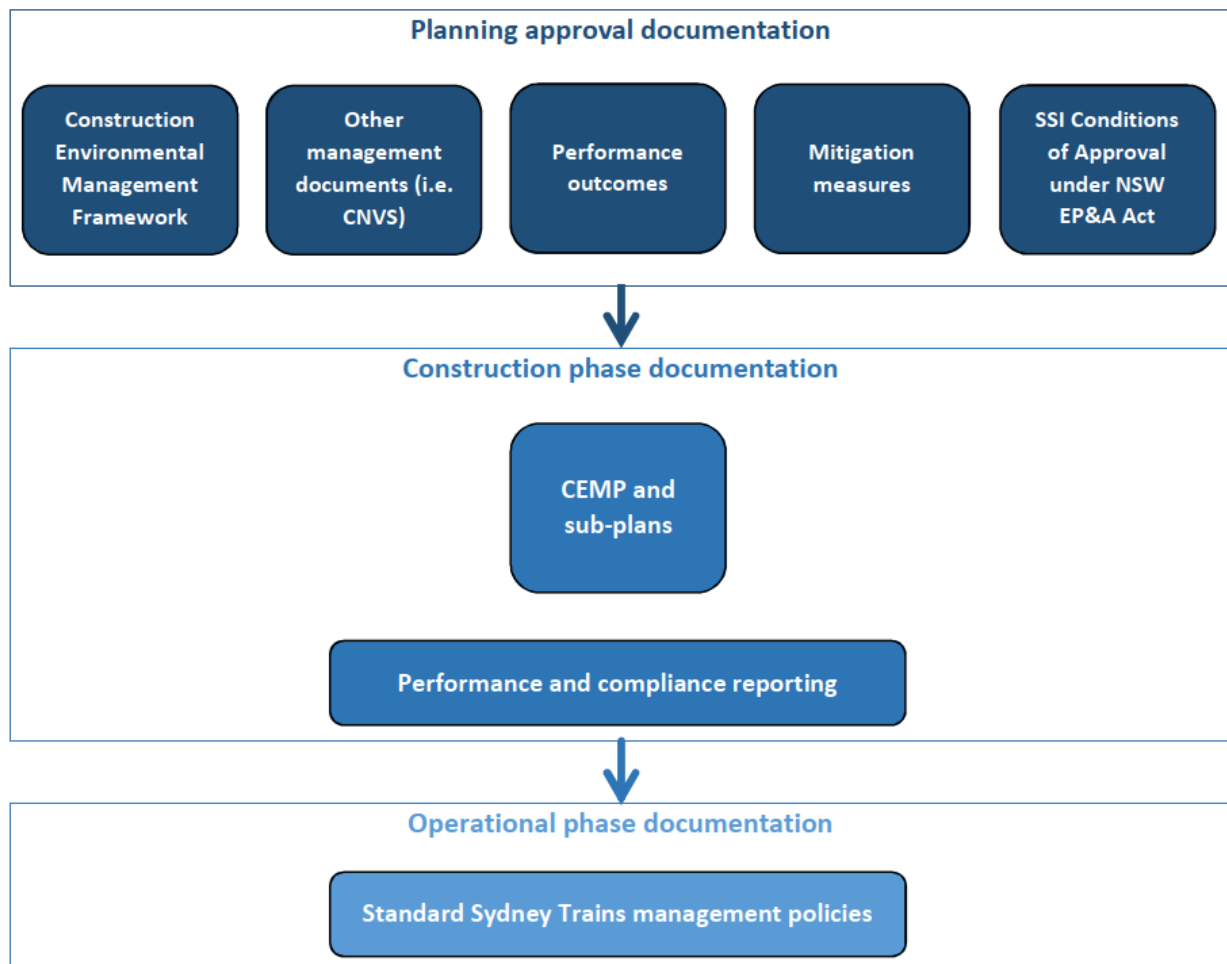 Planning approval documentation
Construction
Environmental
Management
Framework
Other
management
documents (i.e.
CNVS)
Performance
outcomes
Mitigation
measures
SSI Conditions
of Approval
under NSW
EP&A Act
Construction phase documentation
CEMP and
sub-plans
Performance and compliance reporting
Operational phase documentation
Standard Sydney Trains management policies